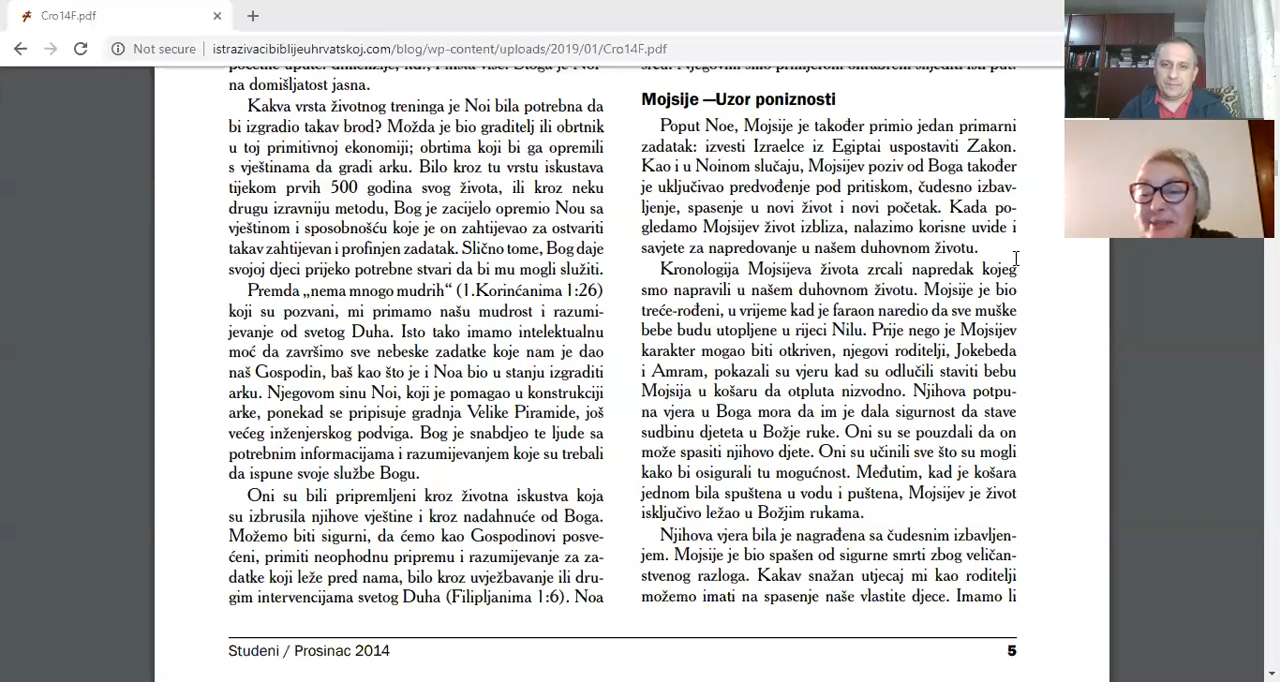 Cro14F.pdf
Not secure
istrazivacibiblijeuhrvatskoj.com/blog/wp-content/uploads/2019/01/Cro14F.pdf
na domišljatost jasna.
Kakva vrsta životnog treninga je Noi bila potrebna da
bi izgradio takav brod? Možda je bio graditelj ili obrtnik
u toj primitivnoj ekonomiji; obrtima koji bi ga opremili
s vještinama da gradi arku. Bilo kroz tu vrstu iskustava
tijekom prvih 500 godina svog života, ili kroz neku
drugu izravniju metodu, Bog je zacijelo opremio Nou sa
vještinom i sposobnošću koje je on zahtijevao za ostvariti
takav zahtijevan i profinjen zadatak. Slično tome, Bog daje
svojoj djeci prijeko potrebne stvari da bi mu mogli služiti.
Premda „nema mnogo mudrih“ (1.Korinćanima 1:26)
koji su pozvani, mi primamo našu mudrost i razumi-
jevanje od svetog Duha. Isto tako imamo intelektualnu
moć da završimo sve nebeske zadatke koje nam je dao
naš Gospodin, baš kao što je i Noa bio u stanju izgraditi
arku. Njegovom sinu Noi, koji je pomagao u konstrukciji
arke, ponekad se pripisuje gradnja Velike Piramide, još
većeg inženjerskog podviga. Bog je snabdjeo te ljude sa
potrebnim informacijama i razumijevanjem koje su trebali
da ispune svoje službe Bogu.
Oni su bili pripremljeni kroz životna iskustva koja
su izbrusila njihove vještine i kroz nadahnuće od Boga.
Možemo biti sigurni, da ćemo kao Gospodinovi posve-
ćeni, primiti neophodnu pripremu i razumijevanje za za-
datke koji leže pred nama, bilo kroz uvježbavanje ili dru-
gim intervencijama svetog Duha (Filipljanima 1:6). Noa
Mojsije —Uzor poniznosti
Poput Noe, Mojsije je također primio jedan primarni
zadatak: izvesti Izraelce iz Egiptai uspostaviti Zakon.
Kao i u Noinom slučaju, Mojsijev poziv od Boga također
je uključivao predvođenje pod pritiskom, čudesno izbav-
ljenje, spasenje u novi život i novi početak. Kada po-
gledamo Mojsijev život izbliza, nalazimo korisne uvide i
savjete za napredovanje u našem duhovnom životu.
Kronologija Mojsijeva života zrcali napredak kojeg
smo napravili u našem duhovnom životu. Mojsije je bio
treće-rođeni, u vrijeme kad je faraon naredio da sve muške
bebe budu utopljene u rijeci Nilu. Prije nego je Mojsijev
karakter mogao biti otkriven, njegovi roditelji, Jokebeda
i Amram, pokazali su vjeru kad su odlučili staviti bebu
Mojsija u košaru da otpluta nizvodno. Njihova potpu-
na vjera u Boga mora da im je dala sigurnost da stave
sudbinu djeteta u Božje ruke. Oni su se pouzdali da on
može spasiti njihovo djete. Oni su učinili sve što su mogli
kako bi osigurali tu mogućnost. Međutim, kad je košara
jednom bila spuštena u vodu i puštena, Mojsijev je život
isključivo ležao u Božjim rukama.
Njihova vjera bila je nagrađena sa čudesnim izbavljen-
jem. Mojsije je bio spašen od sigurne smrti zbog veličan-
stvenog razloga. Kakav snažan utjecaj mi kao roditelji
možemo imati na spasenje naše vlastite djece. Imamo li
Studeni / Prosinac 2014
5